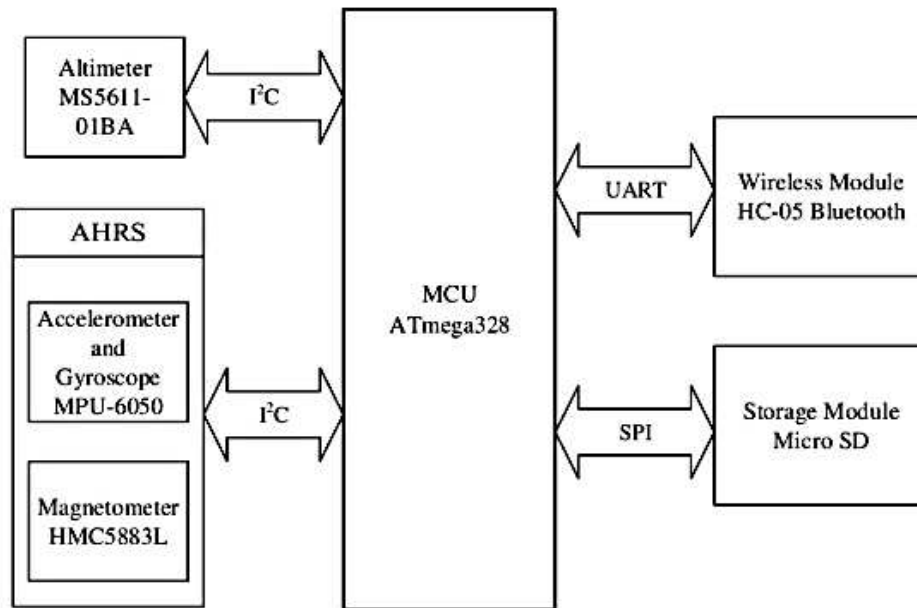 Altimeter
MS5611-
01BA
I²C
AHRS
Accelerometer
and
Gyroscope
MPU-6050
Magnetometer
HMC5883L
I²C
MCU
ATmega328
UART
Wireless Module
HC-05 Bluetooth
SPI
Storage Module
Micro SD